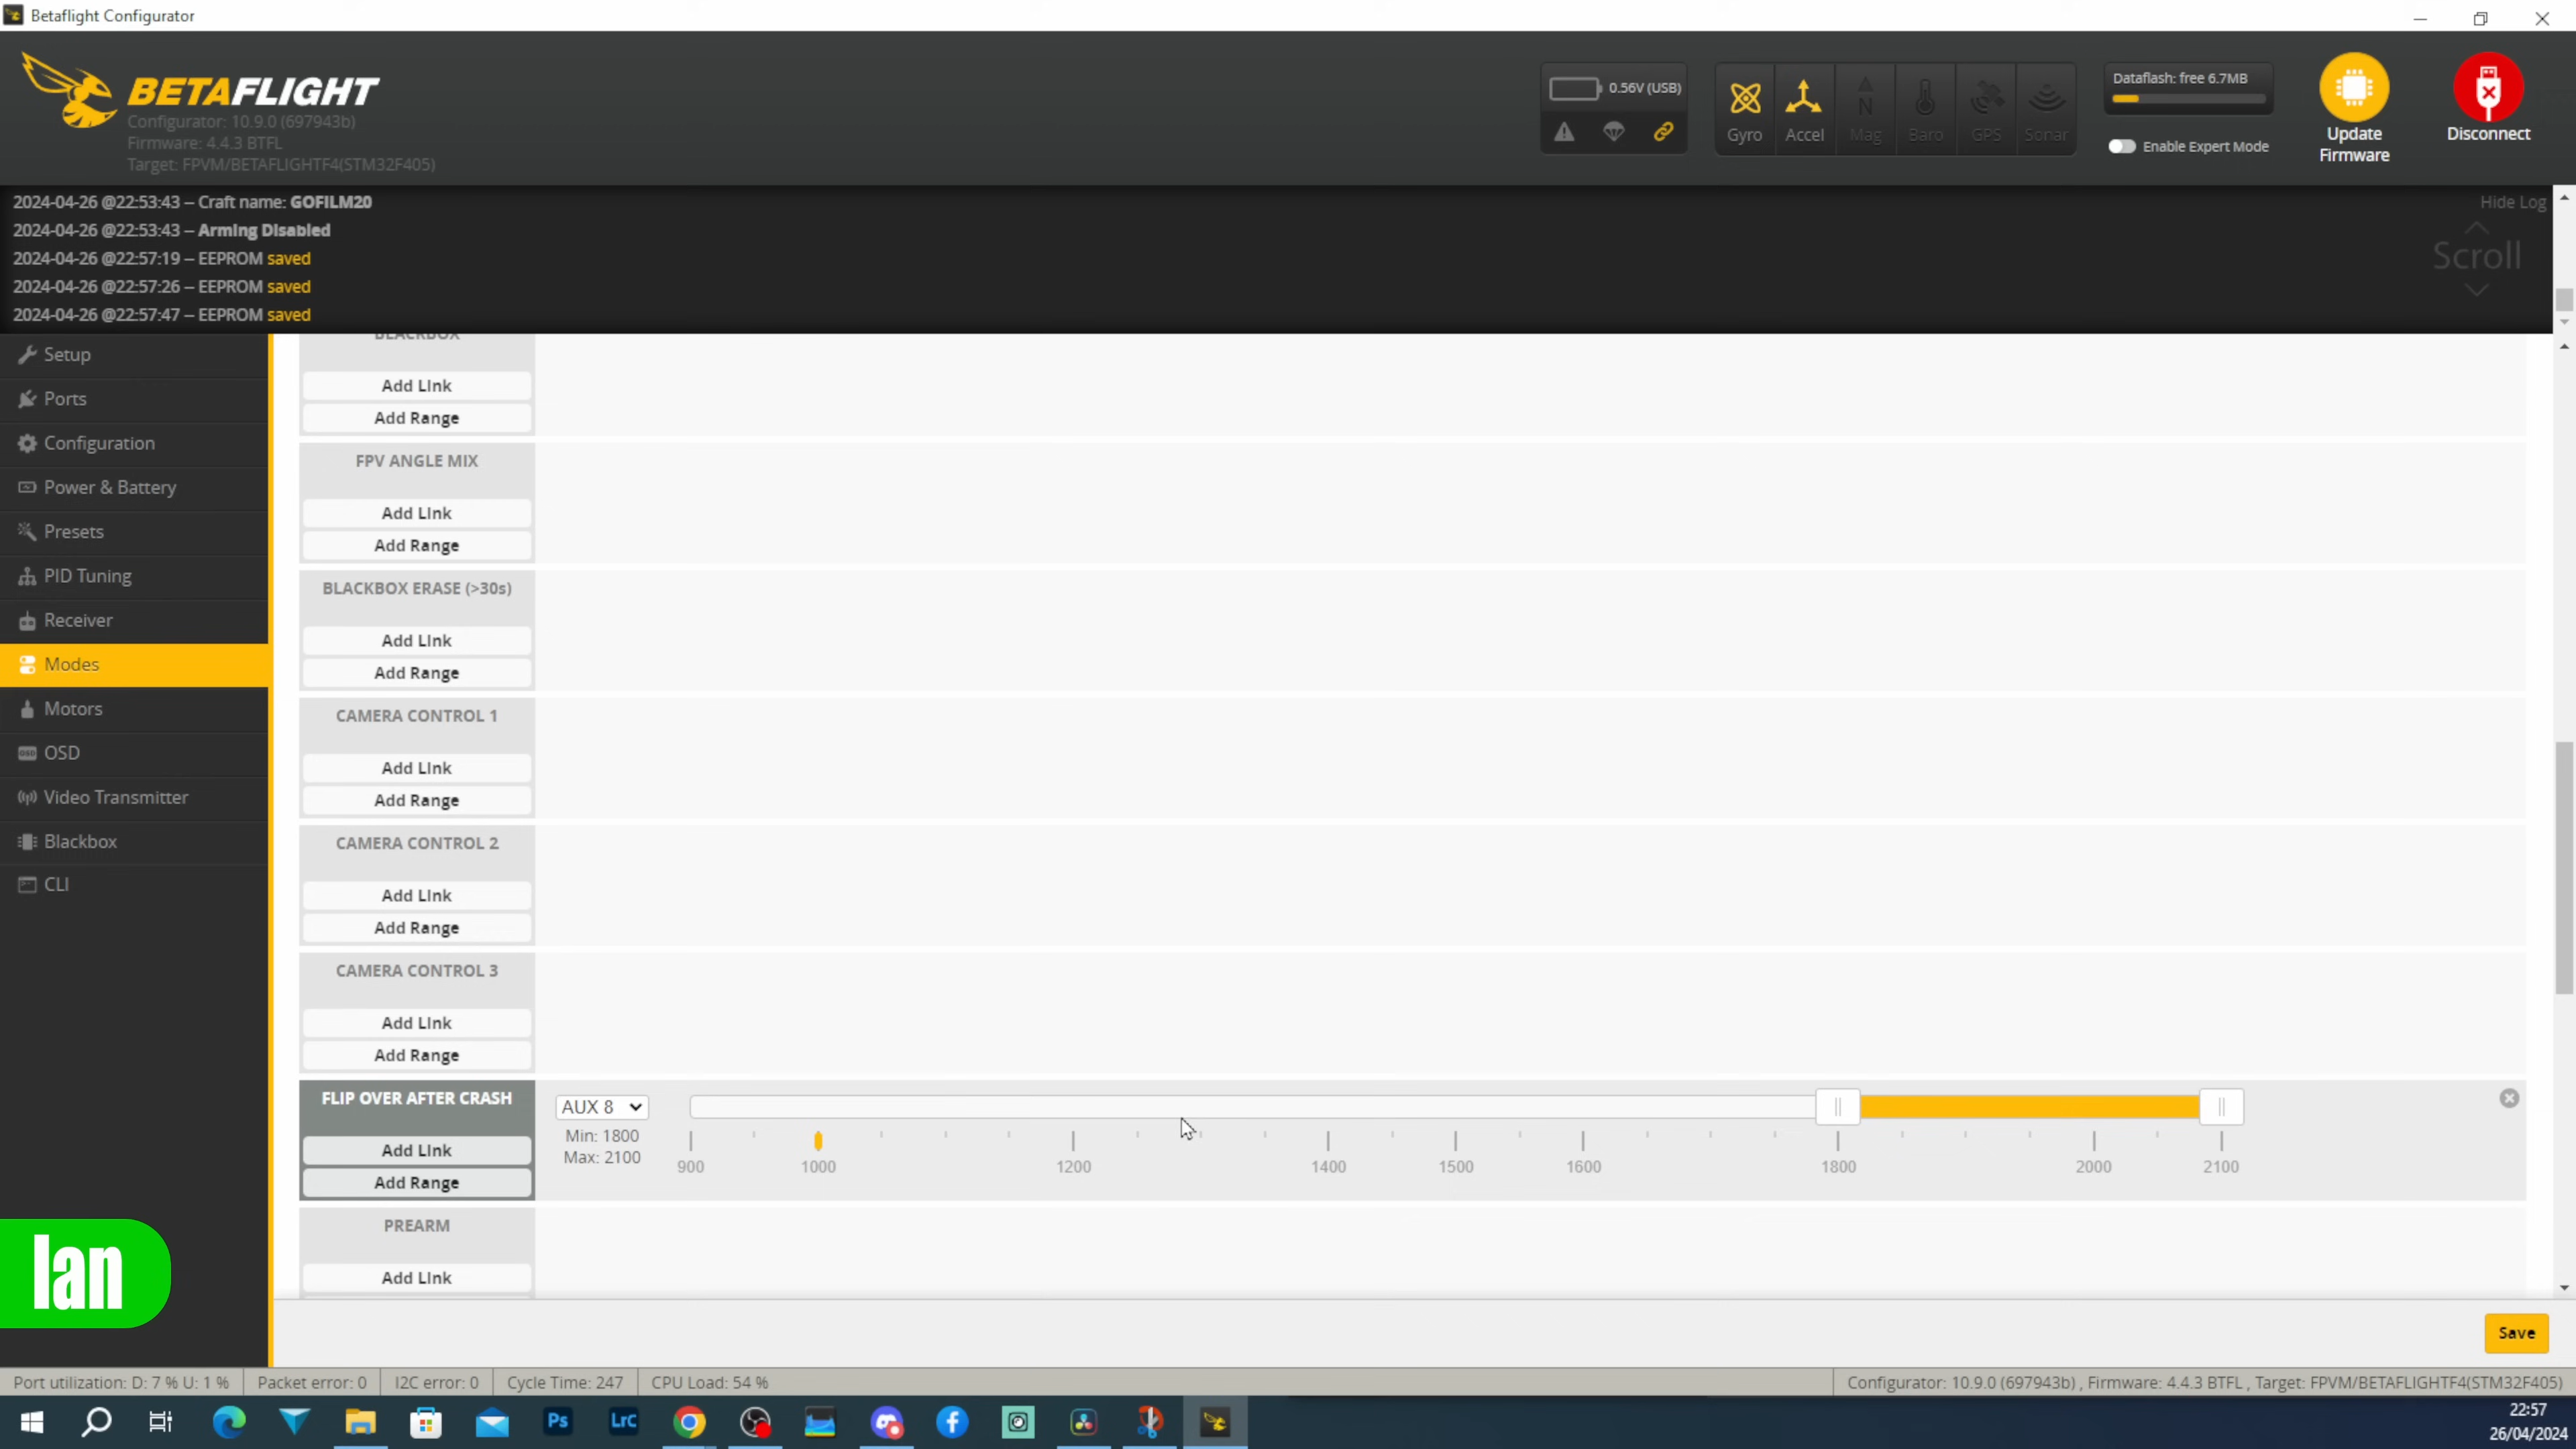 Betaflight Configurator
BETAFLIGHT
Configurator: 10.9.0 (697943b)
Firmware: 4.4.3 BTFL
Target: FPVM/BETAFLIGHTF4(STM32F405)
0.56V (USB)
Gyro
Accel
N
Mag
Baro
GPS
Sonar
Dataflash: free 6.7MB
Enable Expert Mode
Update
Firmware
Disconnect
2024-04-26 @22:53:43 – Craft name: GOFILM20
2024-04-26 @22:53:43 – Arming Disabled
2024-04-26 @22:57:19 – EEPROM saved
2024-04-26 @22:57:26 – EEPROM saved
2024-04-26 @22:57:47 – EEPROM saved
Hide Log
Scroll
Setup
Ports
Configuration
Power & Battery
Presets
PID Tuning
Receiver
Modes
Motors
OSD
Video Transmitter
Blackbox
CLI
BLACKBOX
Add Link
Add Range
FPV ANGLE MIX
Add Link
Add Range
BLACKBOX ERASE (>30s)
Add Link
Add Range
CAMERA CONTROL 1
Add Link
Add Range
CAMERA CONTROL 2
Add Link
Add Range
CAMERA CONTROL 3
Add Link
Add Range
FLIP OVER AFTER CRASH
Add Link
Add Range
AUX 8
Min: 1800
Max: 2100
900 1000 1200 1400 1500 1600 1800 2000 2100
PREARM
Add Link
Ian
Save
Port utilization: D: 7 % U: 1 %
Packet error: 0
I2C error: 0
Cycle Time: 247
CPU Load: 54 %
Configurator: 10.9.0 (697943b) , Firmware: 4.4.3 BTFL , Target: FPVM/BETAFLIGHTF4(STM32F405)
Ps
LrC
22:57
26/04/2024